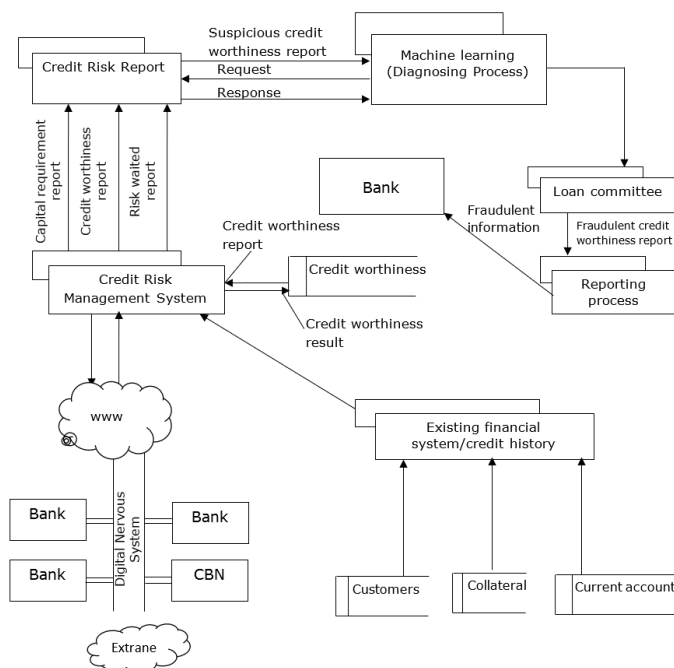 Suspicious credit
worthiness report
Request
Response
Credit Risk Report
Machine learning
(Diagnosing Process)
Capital requirement
report
Credit worthiness
report
Risk waited
report
Bank
Loan committee
Fraudulent
information
Fraudulent credit
worthiness report
Reporting
process
Credit worthiness
report
Credit Risk
Management System
Credit worthiness
Credit worthiness
result
www
Existing financial
system/credit history
Bank
Bank
Bank
CBN
Digital Nervous
System
Customers
Collateral
Current account
Extrane